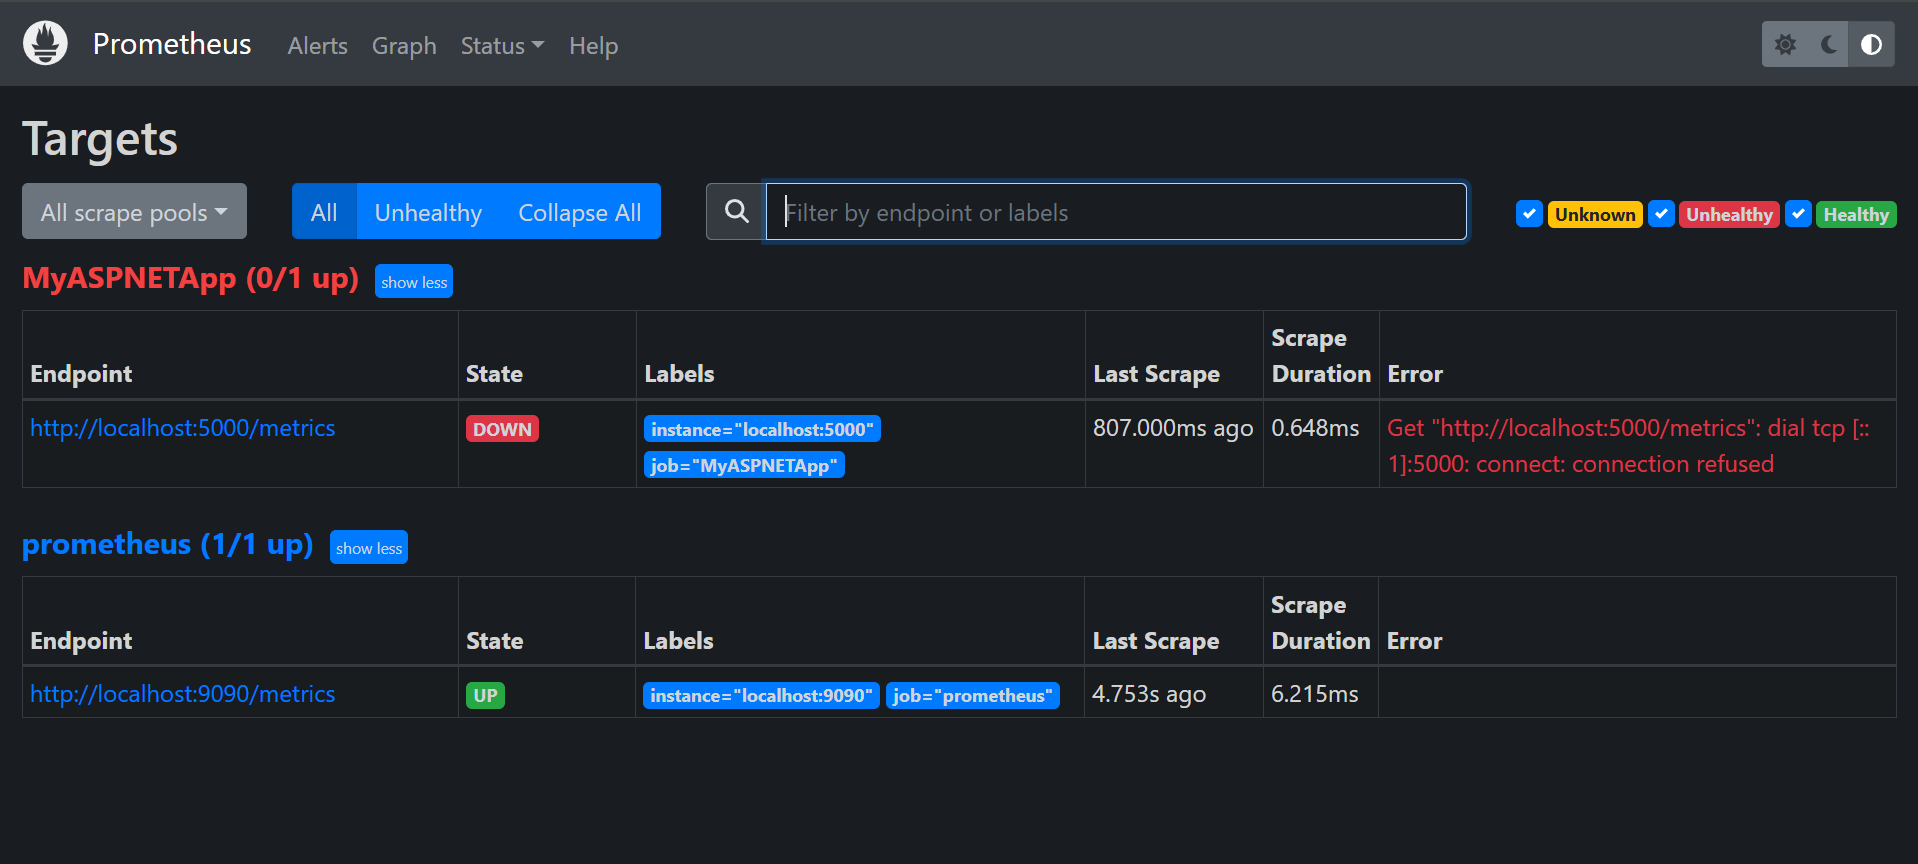 Prometheus Alerts Graph Status Help
Targets
All scrape pools All Unhealthy Collapse All Filter by endpoint or labels Unknown Unhealthy Healthy
MyASPNETApp (0/1 up) show less
Endpoint State Labels Last Scrape Scrape Duration Error
http://localhost:5000/metrics DOWN instance="localhost:5000" 807.000ms ago 0.648ms Get "http://localhost:5000/metrics": dial tcp [::
job="MyASPNETApp" 1]:5000: connect: connection refused
prometheus (1/1 up) show less
Endpoint State Labels Last Scrape Scrape Duration Error
http://localhost:9090/metrics UP instance="localhost:9090" job="prometheus" 4.753s ago 6.215ms